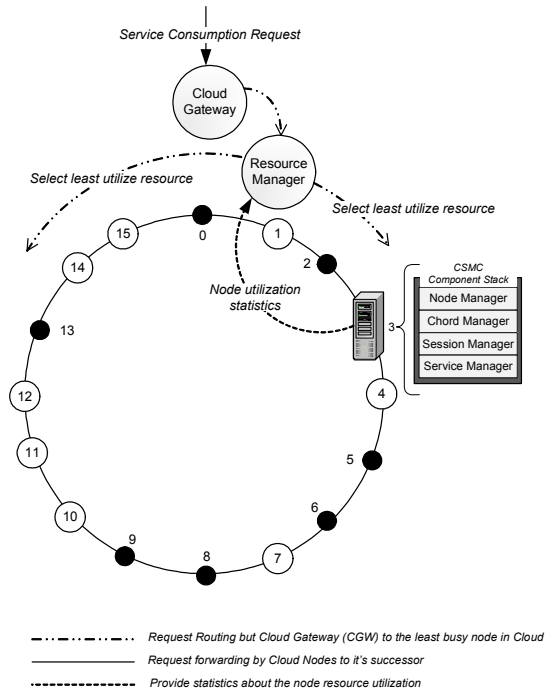 Service Consumption Request
Cloud
Gateway
Resource
Manager
Select least utilize resource
Select least utilize resource
15
0
1
14
2
CSMC
Component Stack
Node utilization
statistics
Node Manager
13
3
Chord Manager
Session Manager
Service Manager
12
4
11
5
10
6
9
8
7
Request Routing but Cloud Gateway (CGW) to the least busy node in Cloud
Request forwarding by Cloud Nodes to it's successor
Provide statistics about the node resource utilization